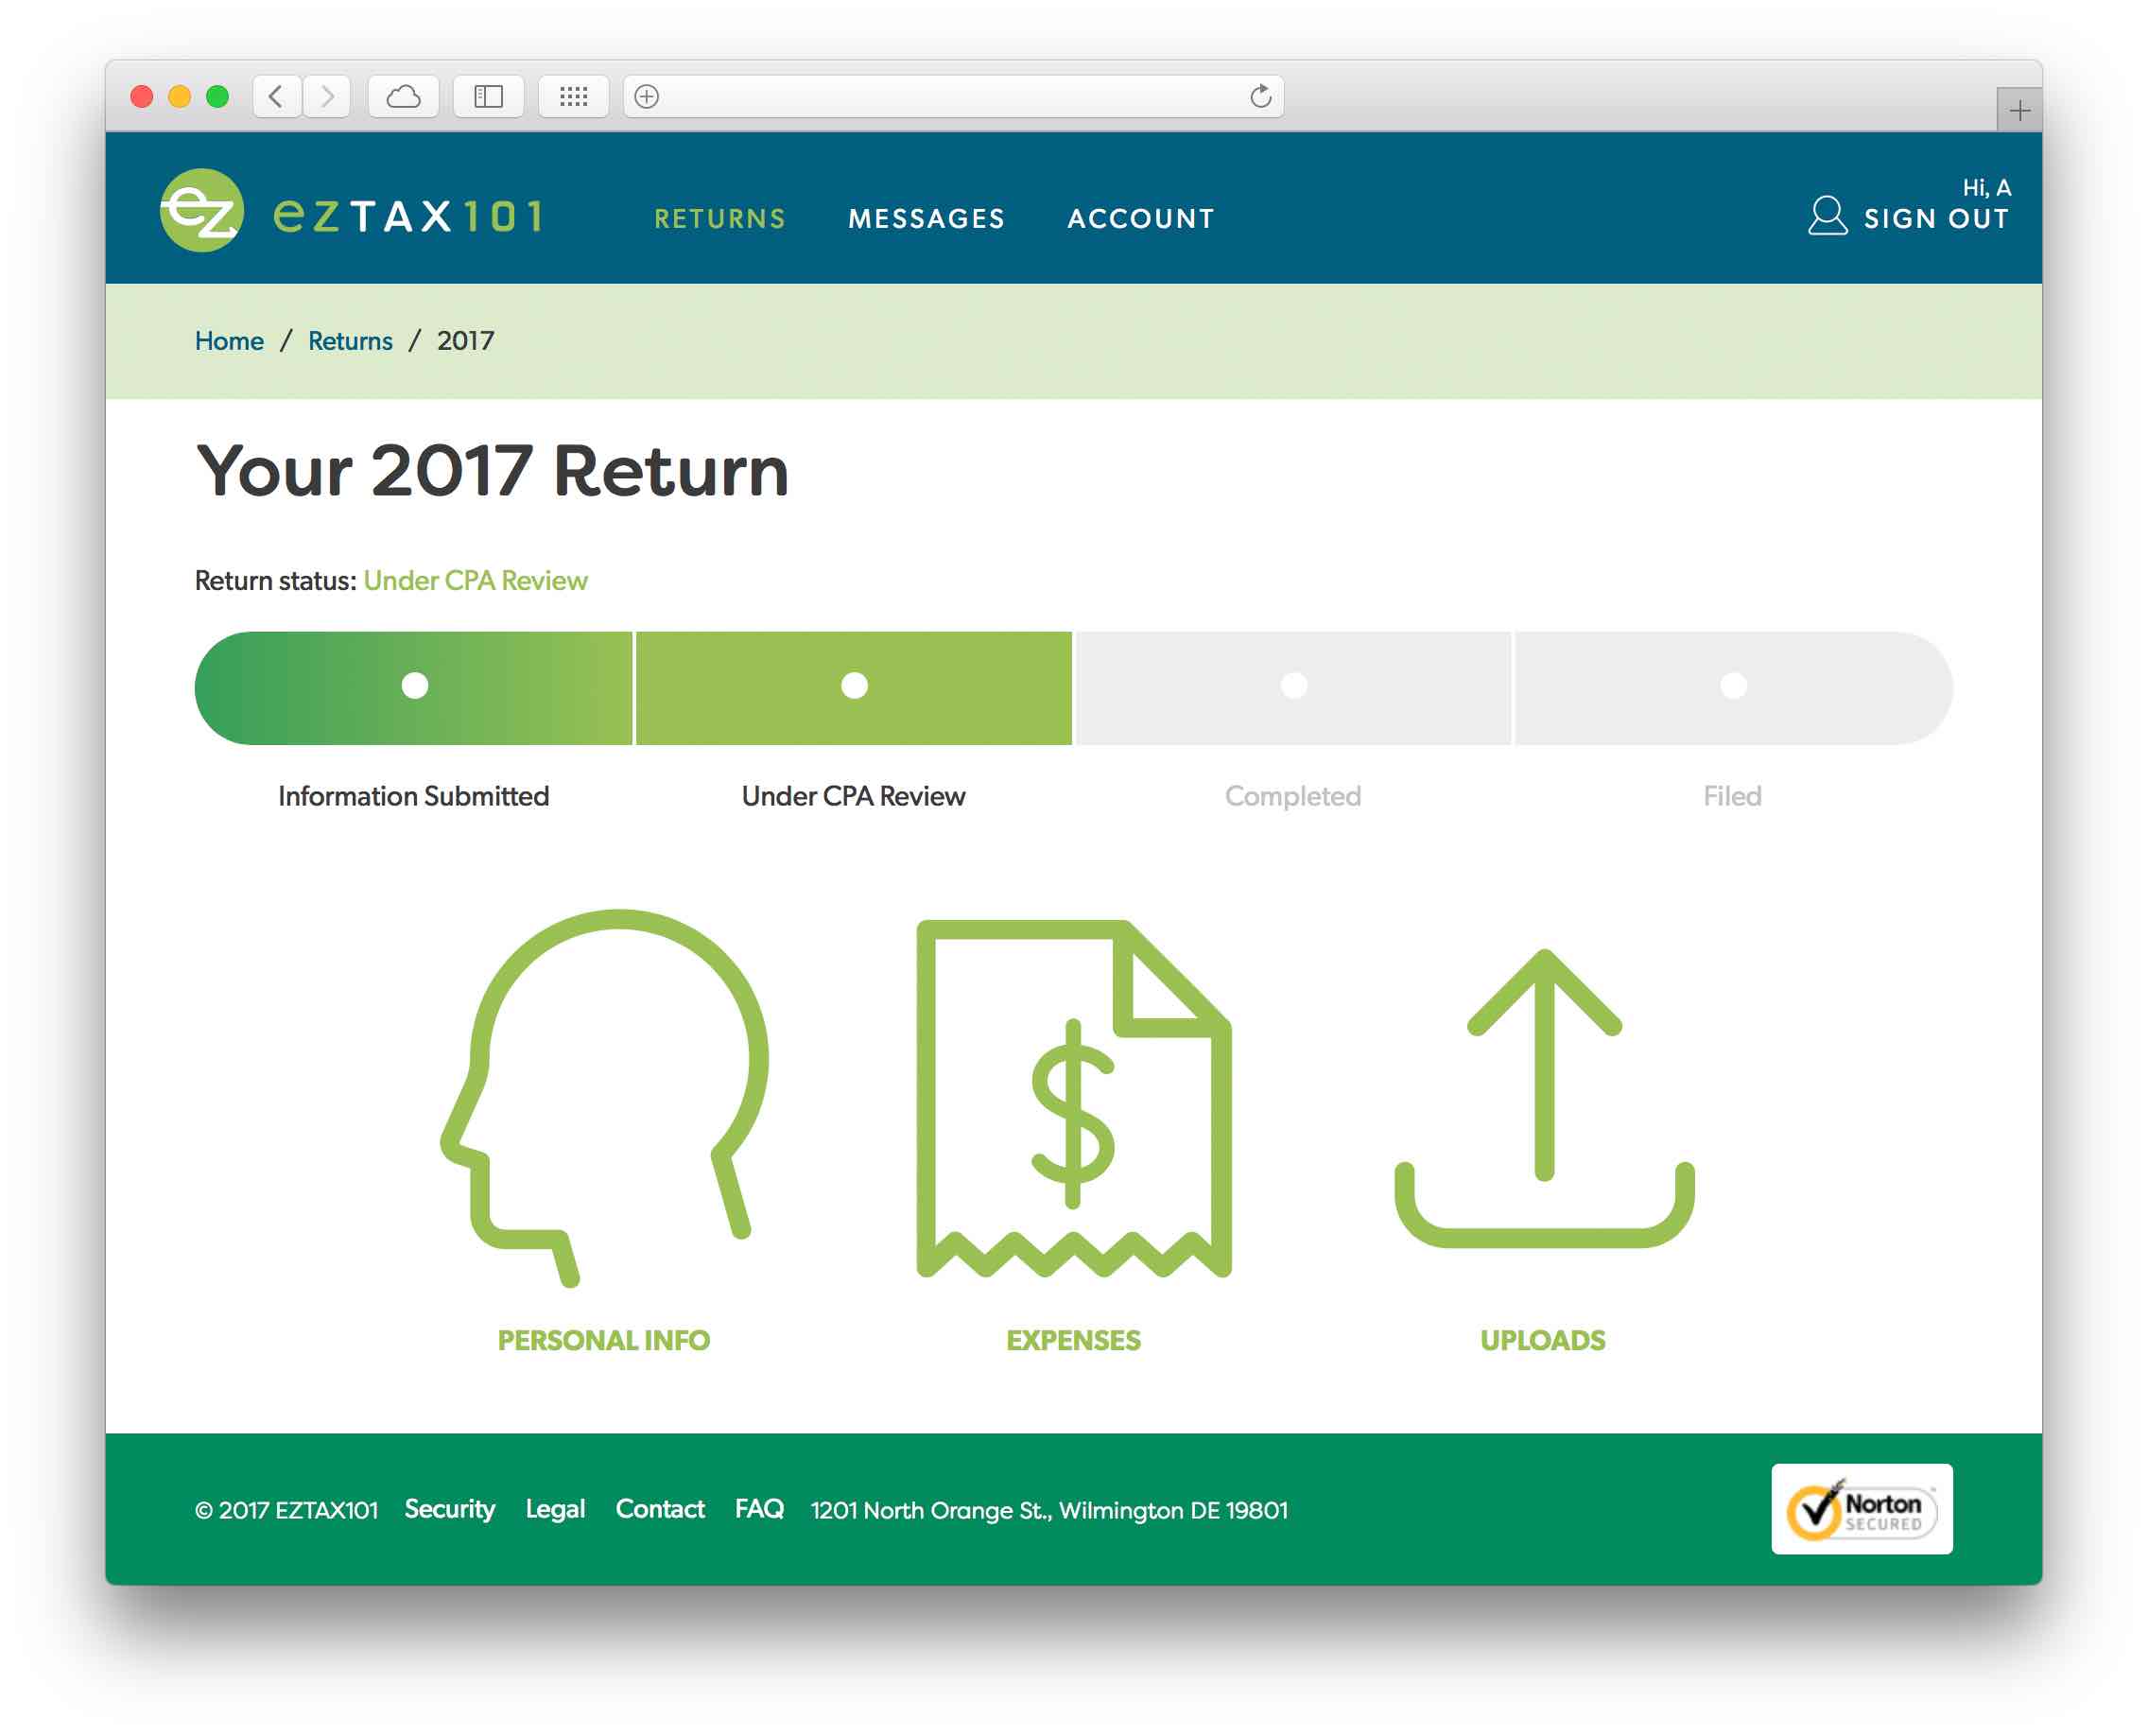 Hi, A
ez ezTAX101 RETURNS MESSAGES ACCOUNT SIGN OUT
Home / Returns / 2017
Your 2017 Return
Return status: Under CPA Review
Information Submitted Under CPA Review Completed Filed
$
PERSONAL INFO EXPENSES UPLOADS
© 2017 EZTAX101 Security Legal Contact FAQ 1201 North Orange St., Wilmington DE 19801
Norton
SECURED